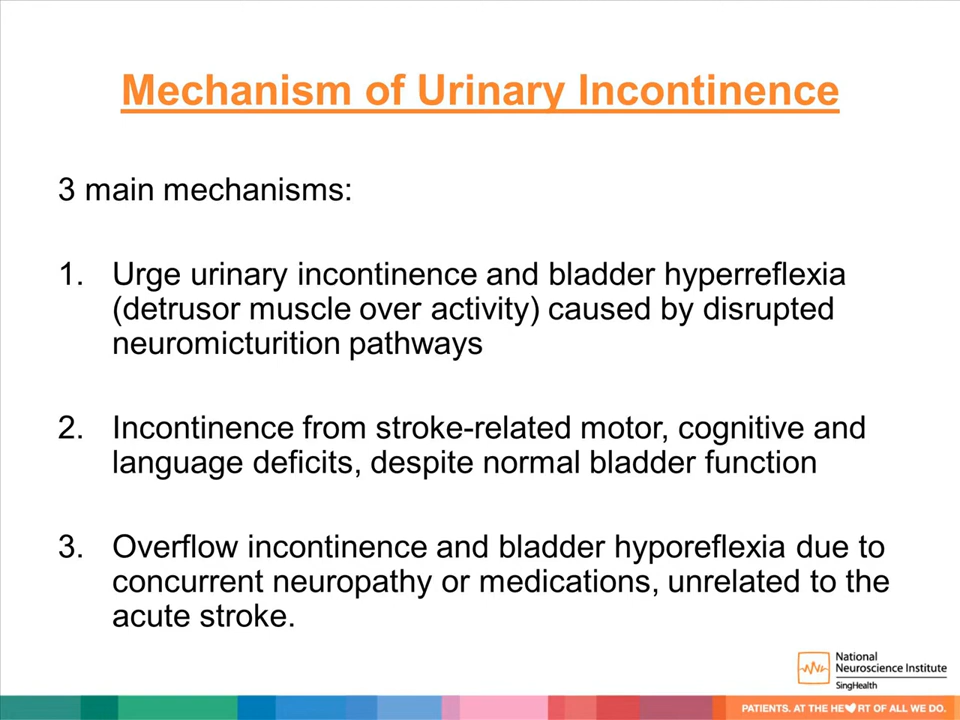 Mechanism of Urinary Incontinence
3 main mechanisms:
1. Urge urinary incontinence and bladder hyperreflexia
(detrusor muscle over activity) caused by disrupted
neuromicturition pathways
2. Incontinence from stroke-related motor, cognitive and
language deficits, despite normal bladder function
3. Overflow incontinence and bladder hyporeflexia due to
concurrent neuropathy or medications, unrelated to the
acute stroke.
National
Neuroscience Institute
SingHealth
PATIENTS. AT THE HE♥RT OF ALL WE DO.